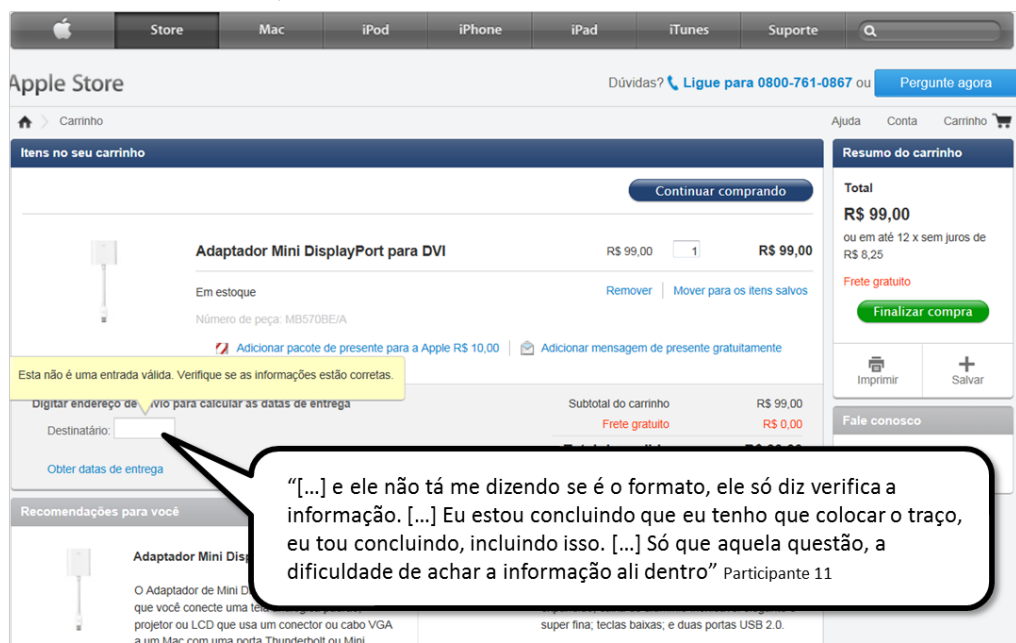 Store Mac iPod iPhone iPad iTunes Suporte
Apple Store
Dúvidas? Ligue para 0800-761-0867 ou Pergunte agora
Carrinho
Ajuda Conta Carrinho
Itens no seu carrinho
Resumo do carrinho
Continuar comprando
Total
R$ 99,00
ou em até 12 x sem juros de
R$ 8,25
Frete gratuito
Finalizar compra
Imprimir Salvar
Fale conosco
Adaptador Mini DisplayPort para DVI R$ 99,00 1 R$ 99,00
Em estoque Remover Mover para os itens salvos
Número de peça: MB570BE/A
Adicionar pacote de presente para a Apple R$ 10,00 Adicionar mensagem de presente gratuitamente
Esta não é uma entrada válida. Verifique se as informações estão corretas.
Digitar endereço de envio para calcular as datas de entrega
Subtotal do carrinho R$ 99,00
Destinatário: Frete gratuito R$ 0,00
Obter datas de entrega
“[…] e ele não tá me dizendo se é o formato, ele só diz verifica a
informação. […] Eu estou concluindo que eu tenho que colocar o traço,
eu tou concluindo, incluindo isso. […] Só que aquela questão, a
dificuldade de achar a informação ali dentro” Participante 11
Recomendações para você
Adaptador Mini
O Adaptador de Mini
que você conecte uma
projetor ou LCD que usa um conector ou cabo VGA
a um Mac com uma porta Thunderbolt ou Mini
super fina; teclas baixas; e duas portas USB 2.0.